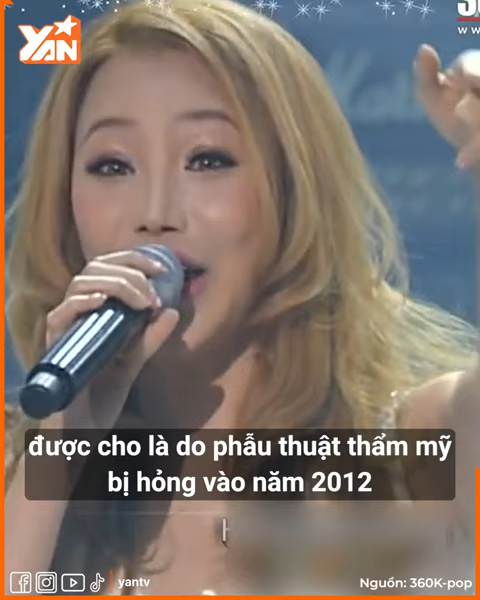 YAN
được cho là do phẫu thuật thẩm mỹ
bị hỏng vào năm 2012
yantv
Nguồn: 360K-pop